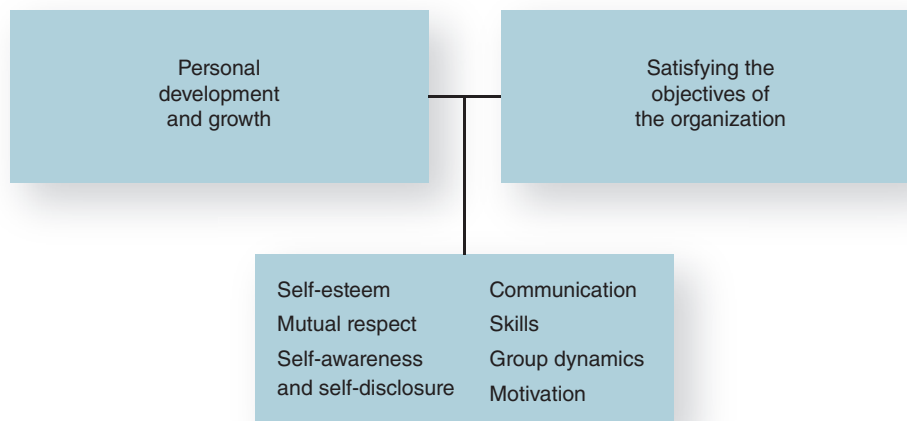 Personal
development
and growth
Satisfying the
objectives of
the organization
Self-esteem
Mutual respect
Self-awareness
and self-disclosure
Communication
Skills
Group dynamics
Motivation